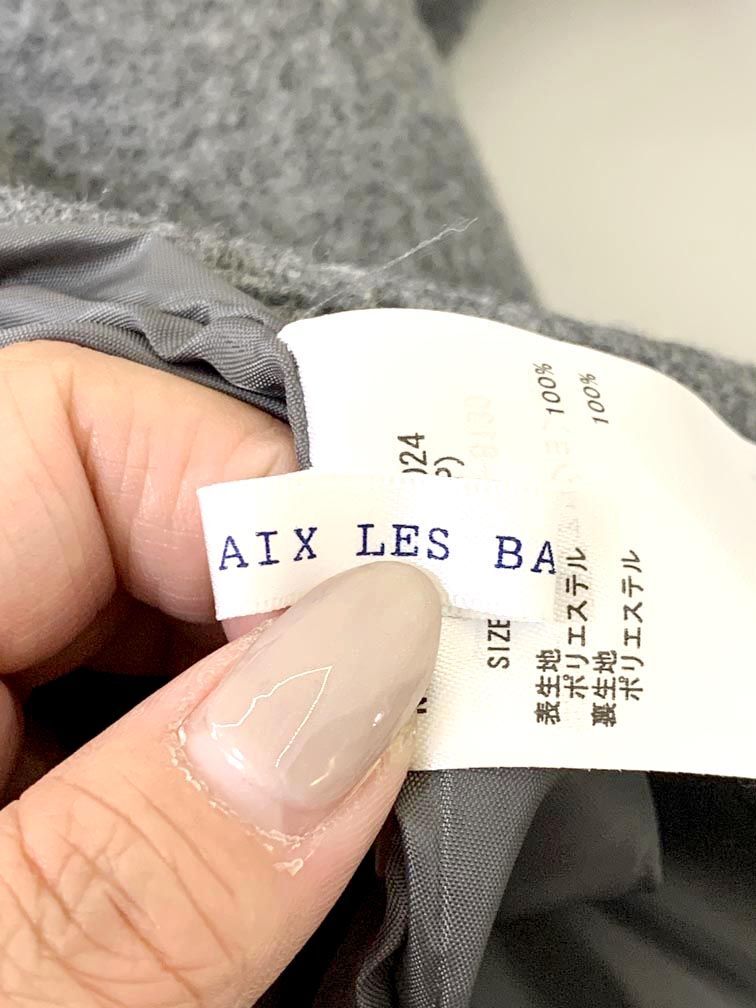 AIX LES BA
024
P)
SIZE
表生地
ポリエステル 100%
裏生地
ポリエステル 100%